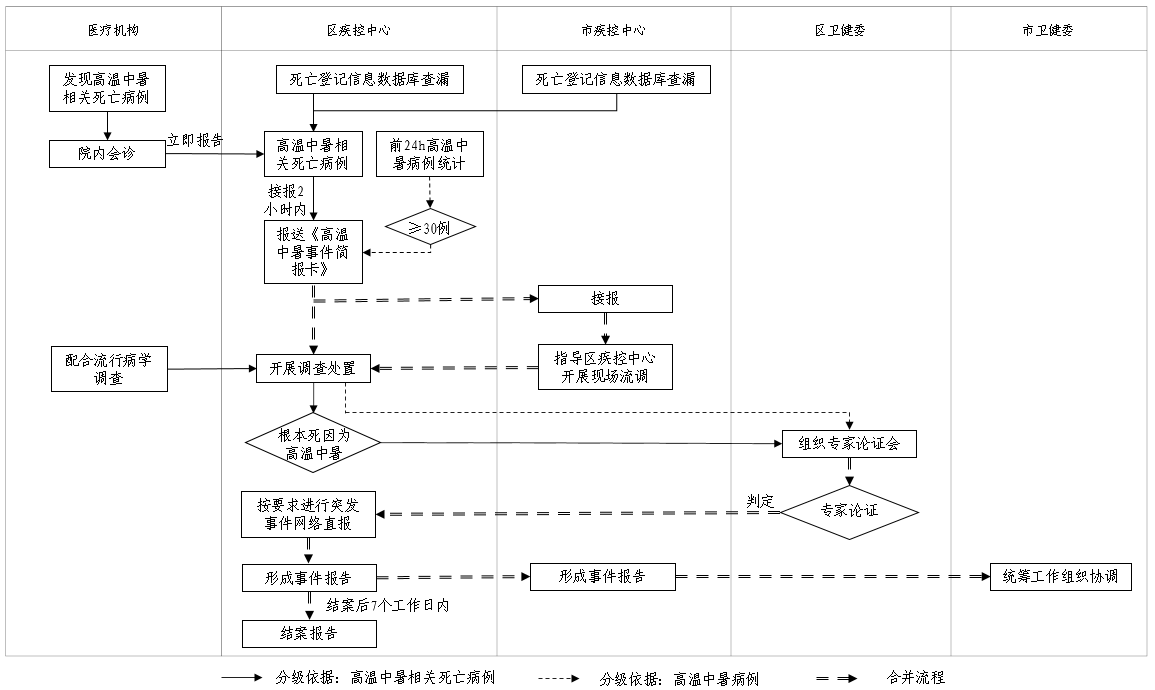 医疗机构
区疾控中心
市疾控中心
区卫健委
市卫健委
发现高温中暑
相关死亡病例
死亡登记信息数据库查漏
死亡登记信息数据库查漏
院内会诊
立即报告
高温中暑相
关死亡病例
前24h高温中
暑病例统计
接报2
小时内
≥30例
报送《高温
中暑事件简
报卡》
接报
配合流行病学
调查
开展调查处置
指导区疾控中心
开展现场流调
根本死因为
高温中暑
组织专家论证会
按要求进行突发
事件网络直报
判定
专家论证
形成事件报告
形成事件报告
统筹工作组织协调
结案后7个工作日内
结案报告
分级依据：高温中暑相关死亡病例
分级依据：高温中暑病例
合并流程